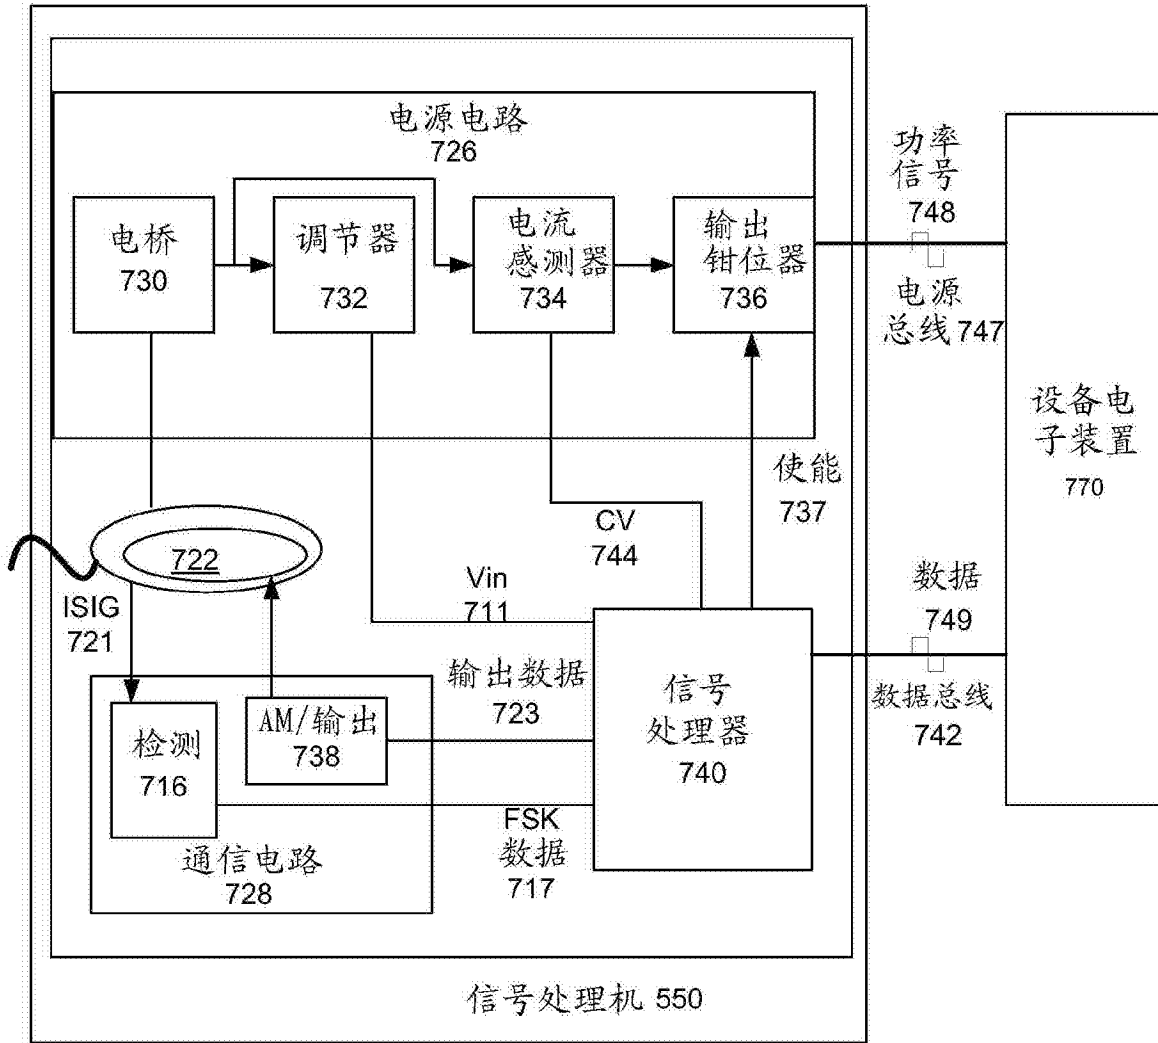 电源电路
726
电桥
730
调节器
732
电流
感测器
734
输出
钳位器
736
功率
信号
748
电源
总线 747
设备电
子装置
770
使能
737
CV
744
722
ISIG
721
Vin
711
数据
749
数据总线
742
输出数据
723
信号
处理器
740
AM/输出
738
检测
716
FSK
数据
717
通信电路
728
信号处理机 550